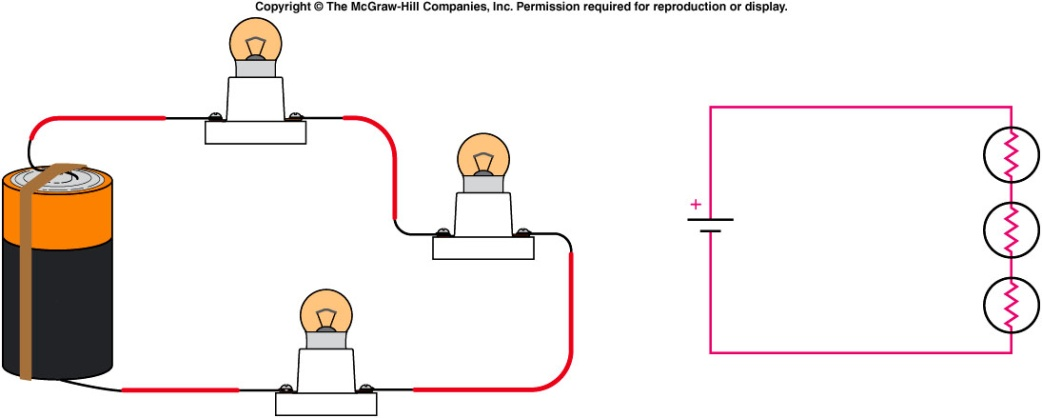 Copyright © The McGraw-Hill Companies, Inc. Permission required for reproduction or display.
+